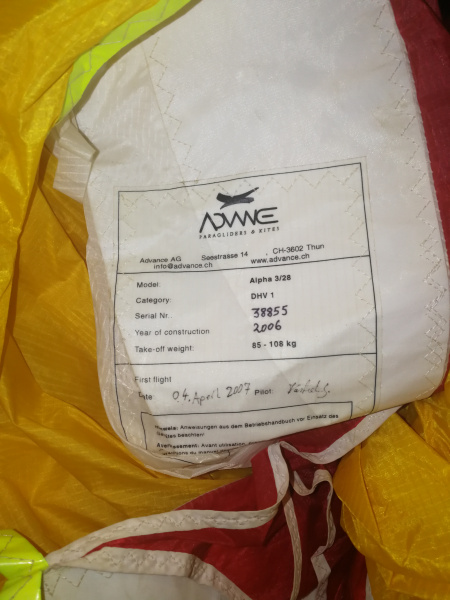 ADVANCE
PARAGLIDERS & KITES
Advance AG Seestrasse 14 , CH-3602 Thun
info@advance.ch www.advance.ch
Model: Alpha 3/28
Category: DHV 1
Serial Nr.: 38855
Year of construction 2006
Take-off weight: 85 - 108 kg
First flight
Date 04. April 2007 Pilot:
Hinweis: Anweisungen aus dem Betriebshandbuch vor Einsatz des
beachten!
Avertissement: Avant utilisation,
du manuel